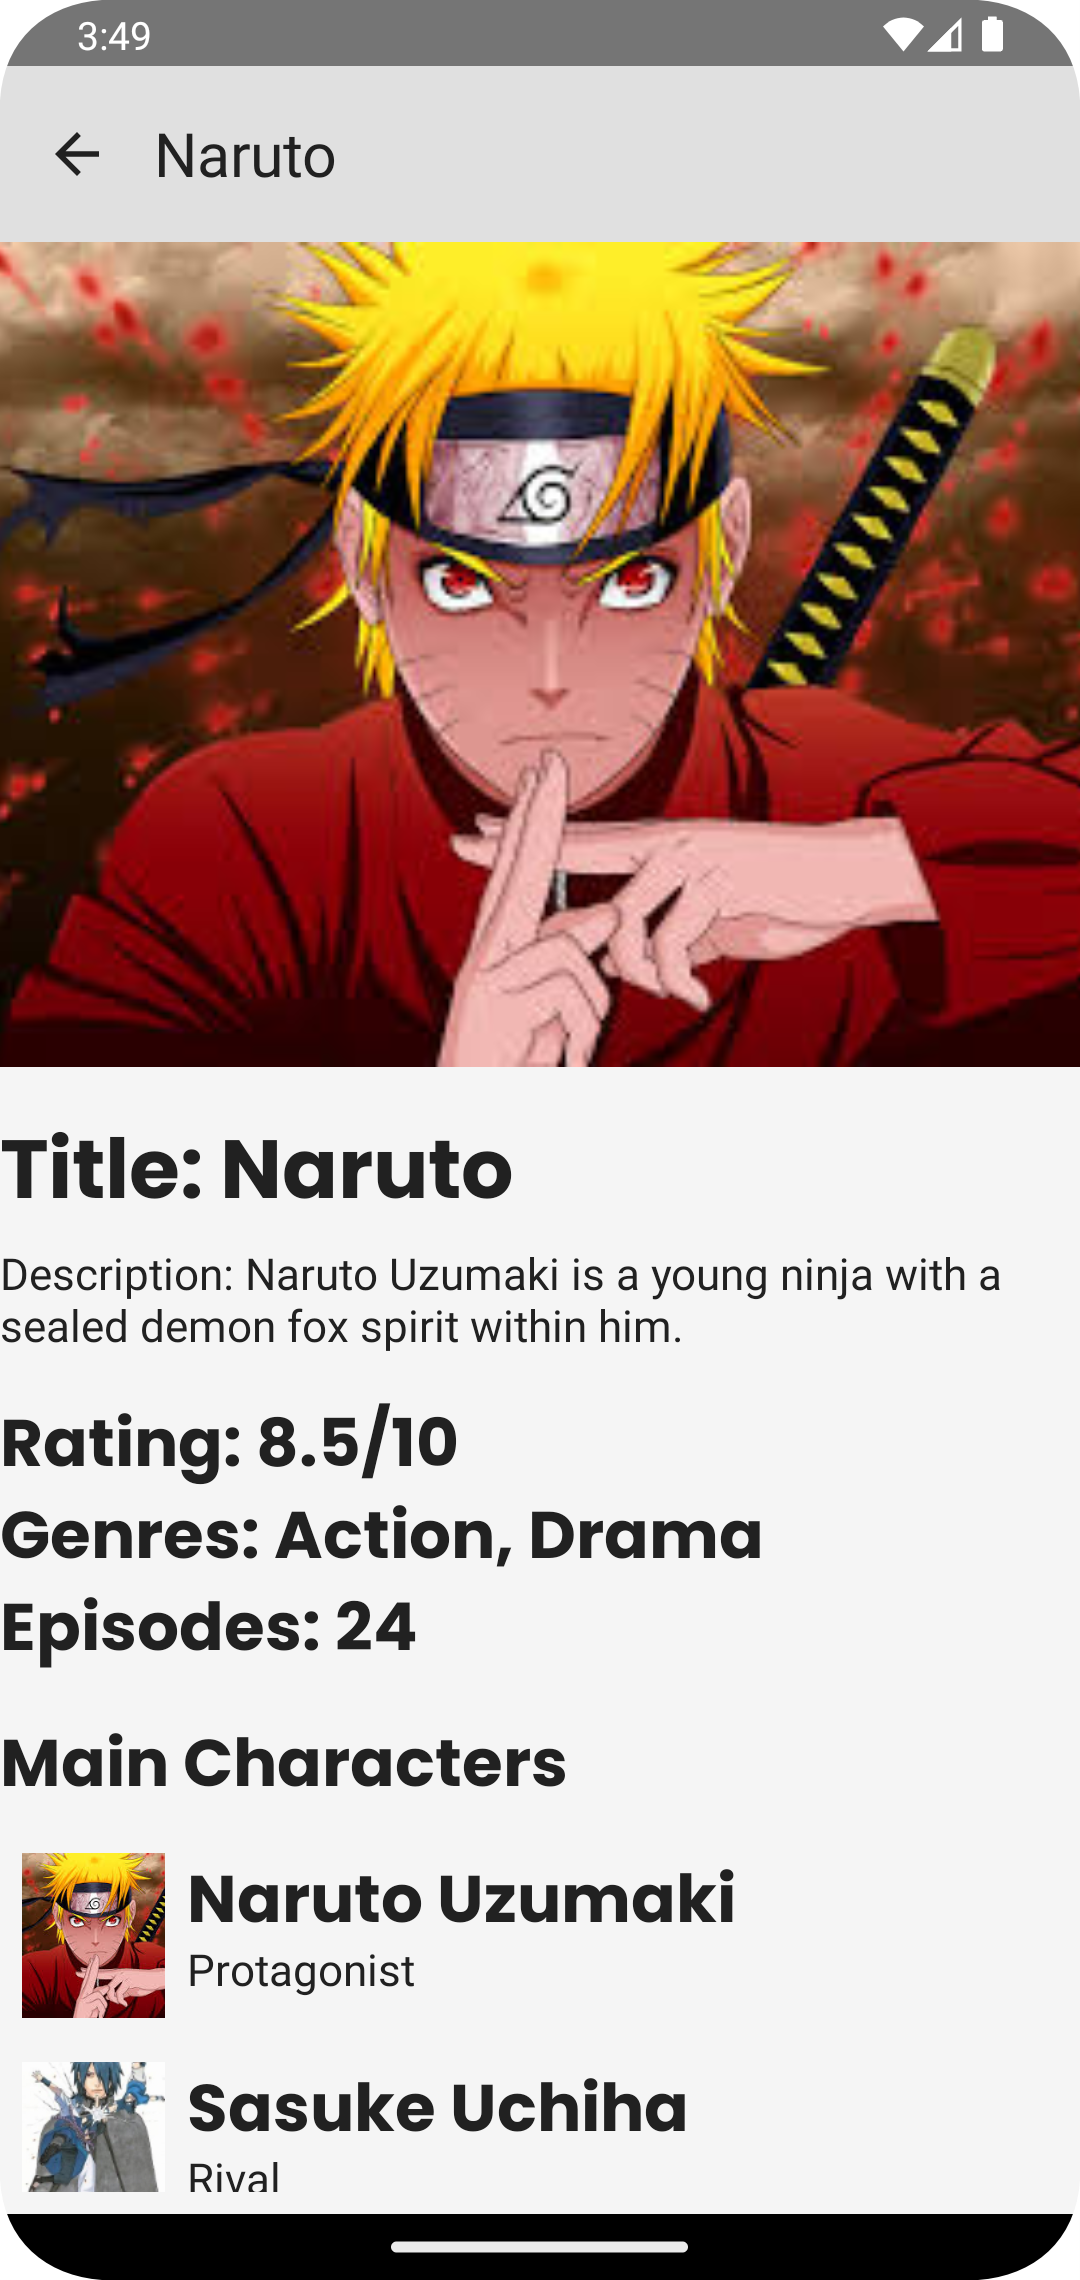 3:49
Naruto
Title: Naruto
Description: Naruto Uzumaki is a young ninja with a
sealed demon fox spirit within him.
Rating: 8.5/10
Genres: Action, Drama
Episodes: 24
Main Characters
Naruto Uzumaki
Protagonist
Sasuke Uchiha
Rival